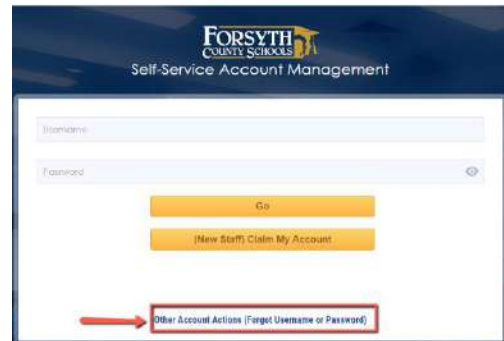 FORSYTH
COUNTY SCHOOLS
Self-Service Account Management
Username
Password
Go
(New Staff) Claim My Account
Other Account Actions (Forgot Username or Password)